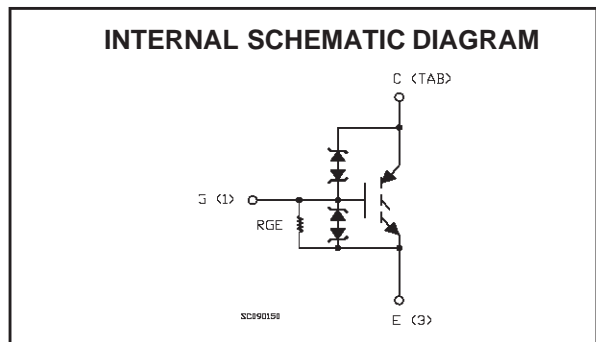 INTERNAL SCHEMATIC DIAGRAM
C (TAB)
G (1)
RGE
SC090150
E (3)